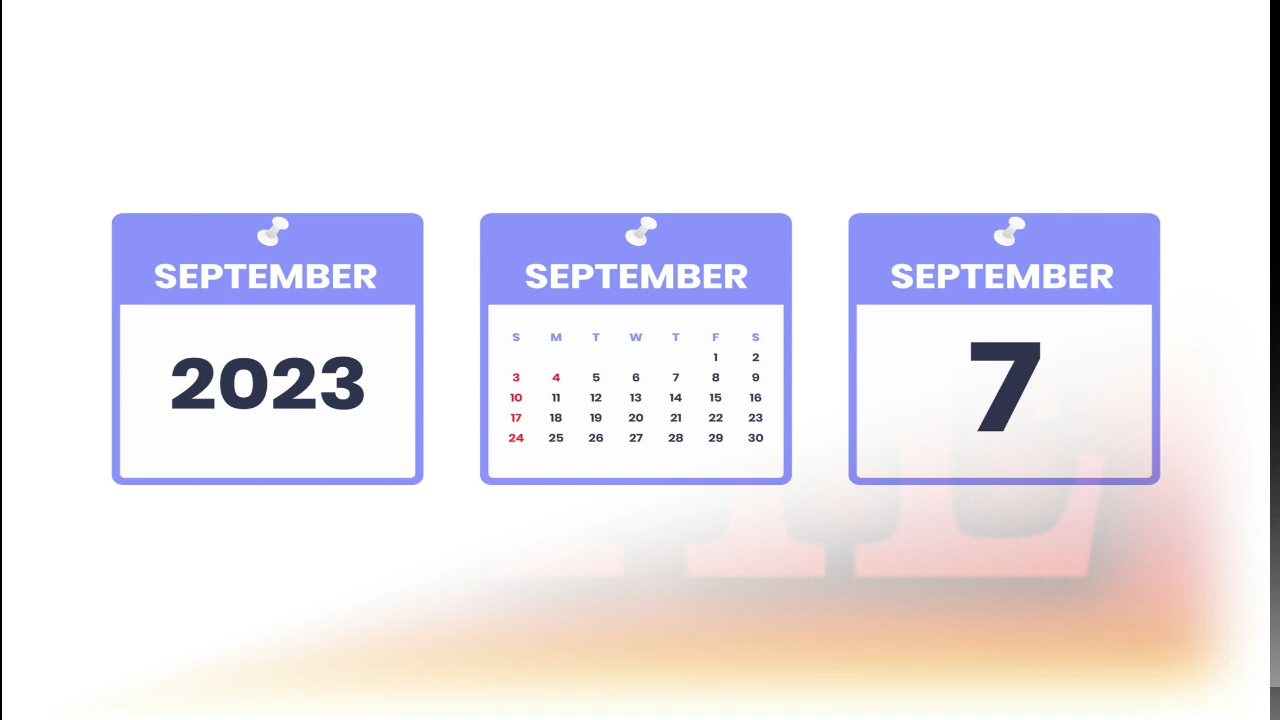 SEPTEMBER
2023
SEPTEMBER
S M T W T F S
1 2
3 4 5 6 7 8 9
10 11 12 13 14 15 16
17 18 19 20 21 22 23
24 25 26 27 28 29 30
SEPTEMBER
7